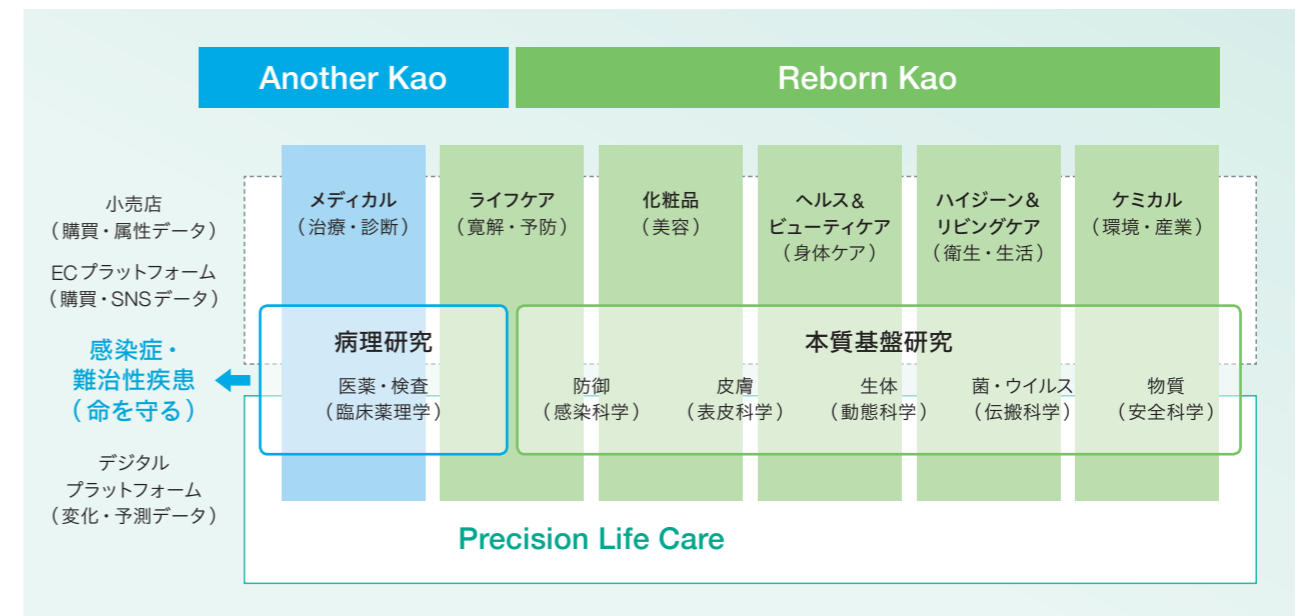 Another Kao
Reborn Kao
小売店
（購買・属性データ）
ECプラットフォーム
（購買・SNSデータ）
感染症・
難治性疾患
（命を守る）
デジタル
プラットフォーム
（変化・予測データ）
メディカル
（治療・診断）
ライフケア
（寛解・予防）
化粧品
（美容）
ヘルス&
ビューティケア
（身体ケア）
ハイジーン&
リビングケア
（衛生・生活）
ケミカル
（環境・産業）
病理研究
医薬・検査
（臨床薬理学）
本質基盤研究
防御
（感染科学）
皮膚
（表皮科学）
生体
（動態科学）
菌・ウイルス
（伝搬科学）
物質
（安全科学）
Precision Life Care